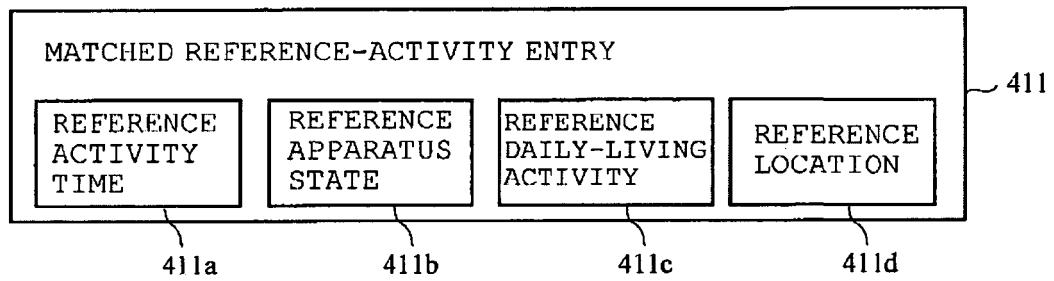 MATCHED REFERENCE-ACTIVITY ENTRY
411
REFERENCE
ACTIVITY
TIME
REFERENCE
APPARATUS
STATE
REFERENCE
DAILY-LIVING
ACTIVITY
REFERENCE
LOCATION
411a
411b
411c
411d